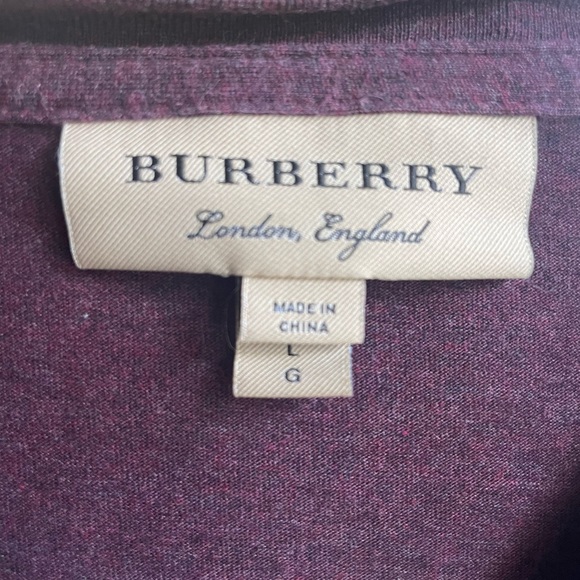 BURBERRY
London, England
MADE IN
CHINA
L
G